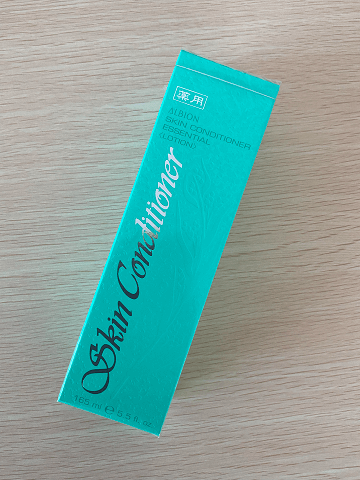 薬用
ALBION
SKIN CONDITIONER
ESSENTIAL
(LOTION)
Skin Conditioner
165 ml ℮ 5.5 fl. oz.